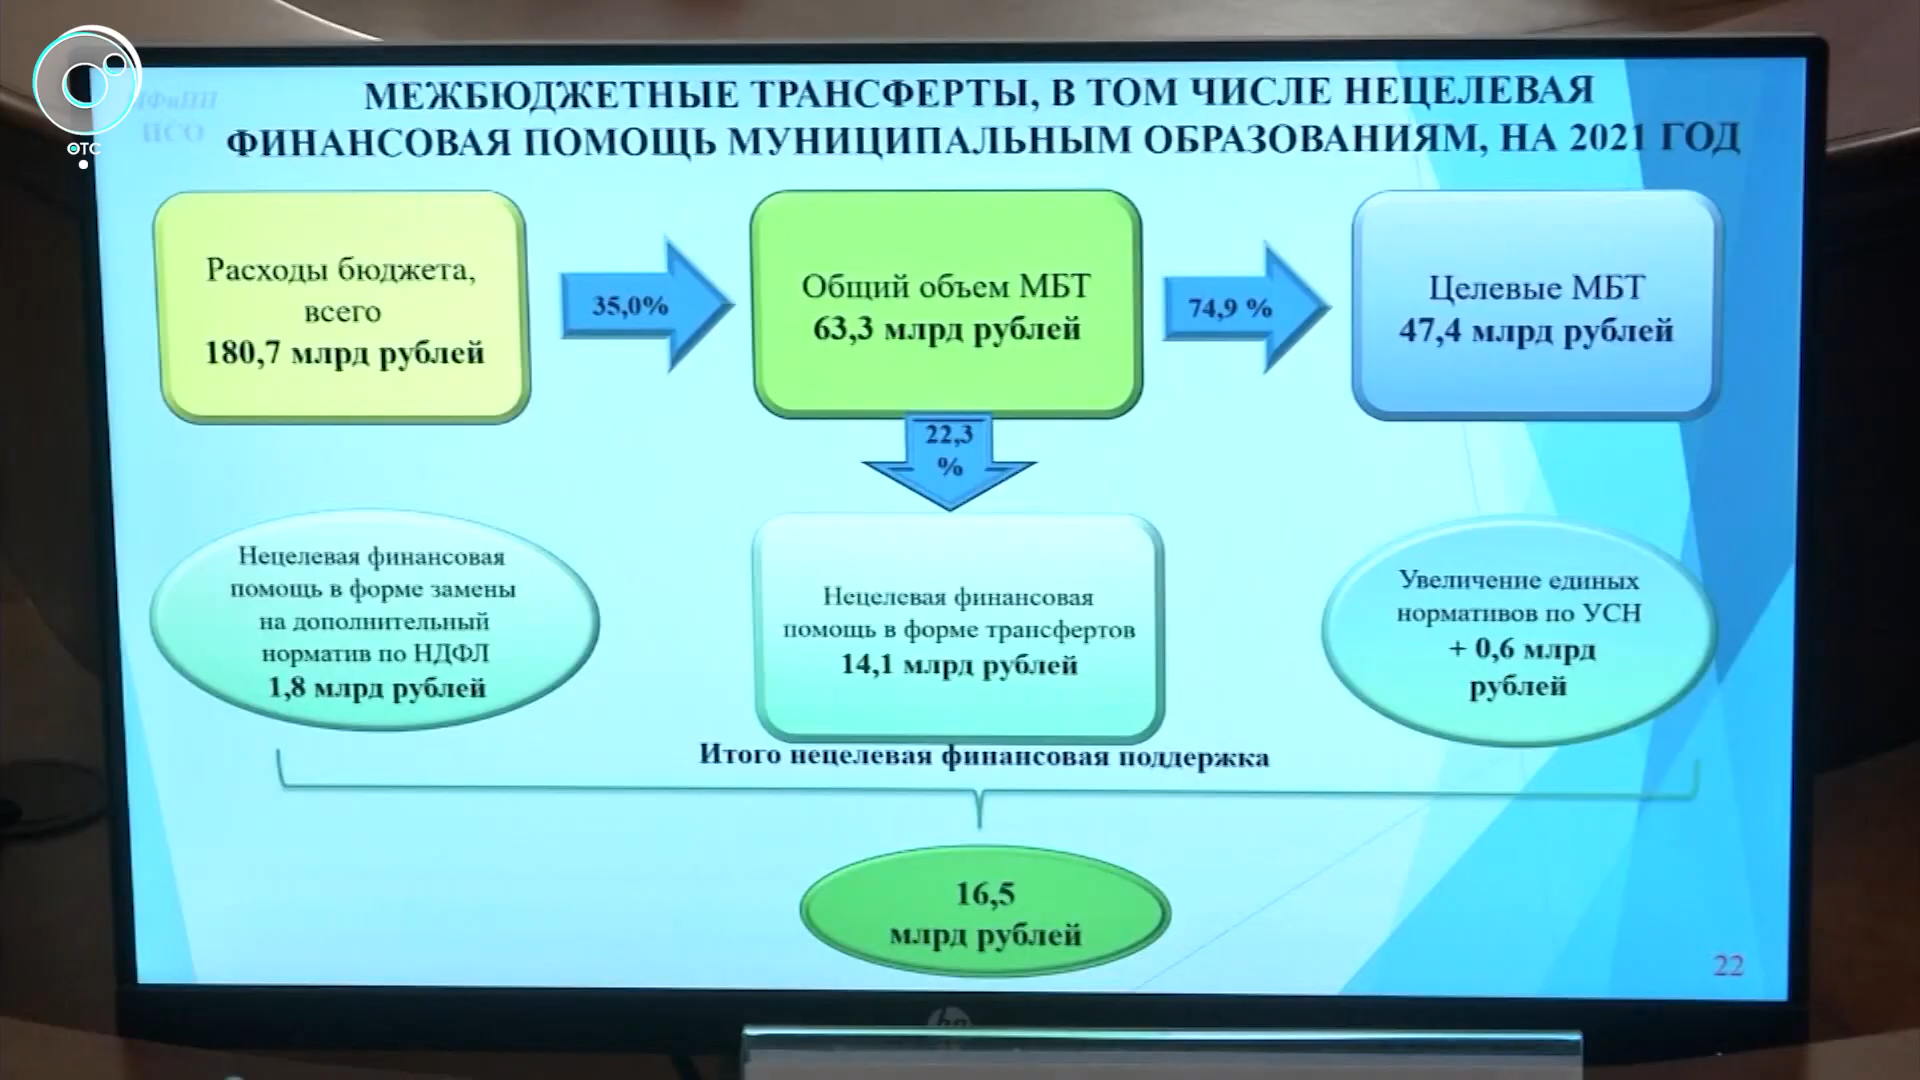 ОТС
МФиПП
НСО
МЕЖБЮДЖЕТНЫЕ ТРАНСФЕРТЫ, В ТОМ ЧИСЛЕ НЕЦЕЛЕВАЯ
ФИНАНСОВАЯ ПОМОЩЬ МУНИЦИПАЛЬНЫМ ОБРАЗОВАНИЯМ, НА 2021 ГОД
Расходы бюджета,
всего
180,7 млрд рублей
35,0%
Общий объем МБТ
63,3 млрд рублей
74,9 %
Целевые МБТ
47,4 млрд рублей
22,3
%
Нецелевая финансовая
помощь в форме замены
на дополнительный
норматив по НДФЛ
1,8 млрд рублей
Нецелевая финансовая
помощь в форме трансфертов
14,1 млрд рублей
Увеличение единых
нормативов по УСН
+ 0,6 млрд
рублей
Итого нецелевая финансовая поддержка
16,5
млрд рублей
22
hp